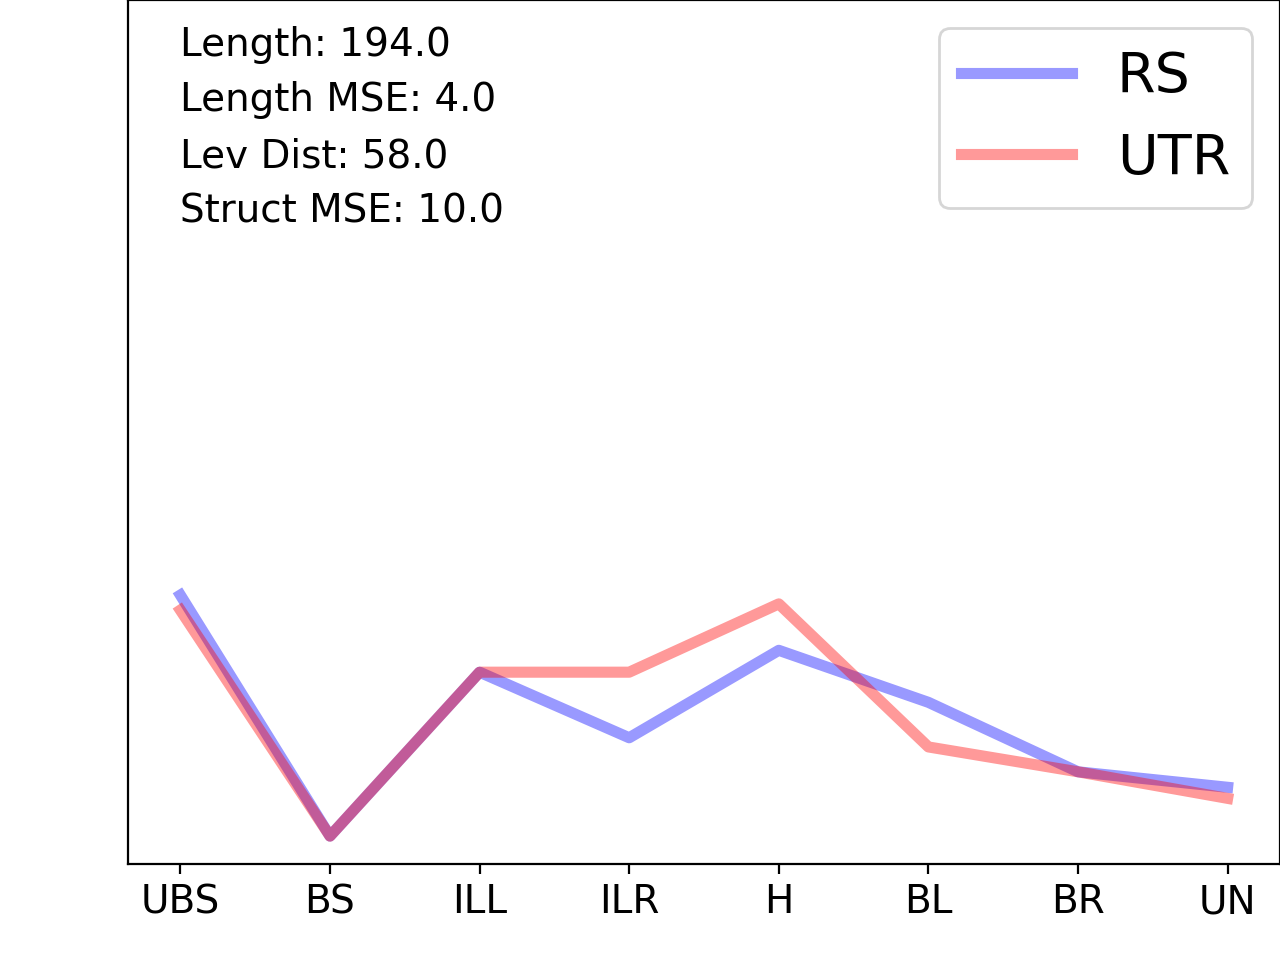 Length: 194.0
Length MSE: 4.0
Lev Dist: 58.0
Struct MSE: 10.0
RS
UTR
UBS BS ILL ILR H BL BR UN